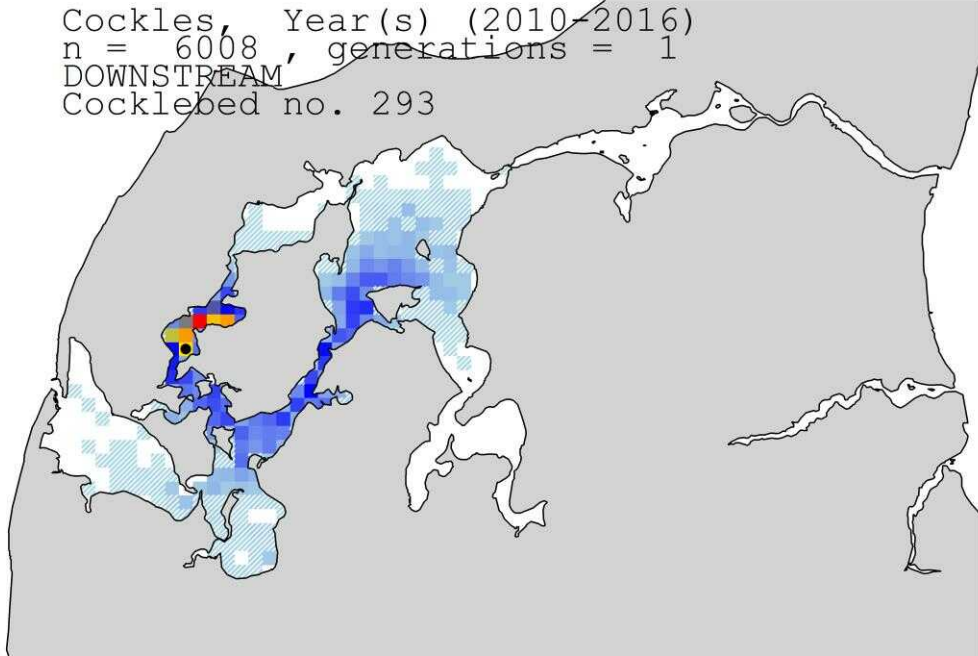 Cockles,  Year(s) (2010-2016)
n =  6008 , generations =  1
DOWNSTREAM
Cocklebed no. 293